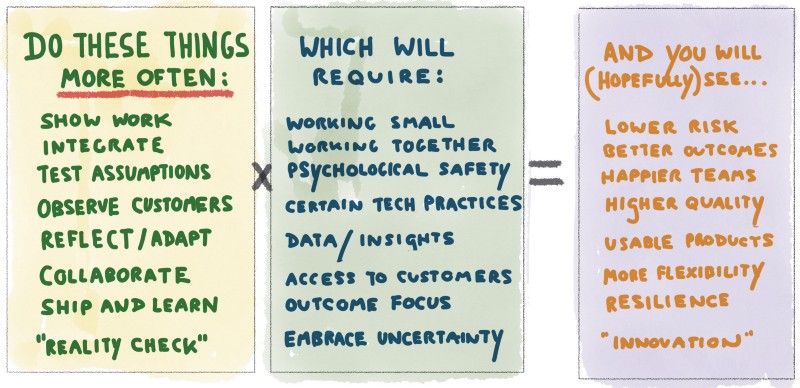 DO THESE THINGS
MORE OFTEN:
SHOW WORK
INTEGRATE
TEST ASSUMPTIONS
OBSERVE CUSTOMERS
REFLECT/ADAPT
COLLABORATE
SHIP AND LEARN
"REALITY CHECK"
x
WHICH WILL
REQUIRE:
WORKING SMALL
WORKING TOGETHER
PSYCHOLOGICAL SAFETY
CERTAIN TECH PRACTICES
DATA/INSIGHTS
ACCESS TO CUSTOMERS
OUTCOME FOCUS
EMBRACE UNCERTAINTY
=
AND YOU WILL
(HOPEFULLY) SEE...
LOWER RISK
BETTER OUTCOMES
HAPPIER TEAMS
HIGHER QUALITY
USABLE PRODUCTS
MORE FLEXIBILITY
RESILIENCE
"INNOVATION"